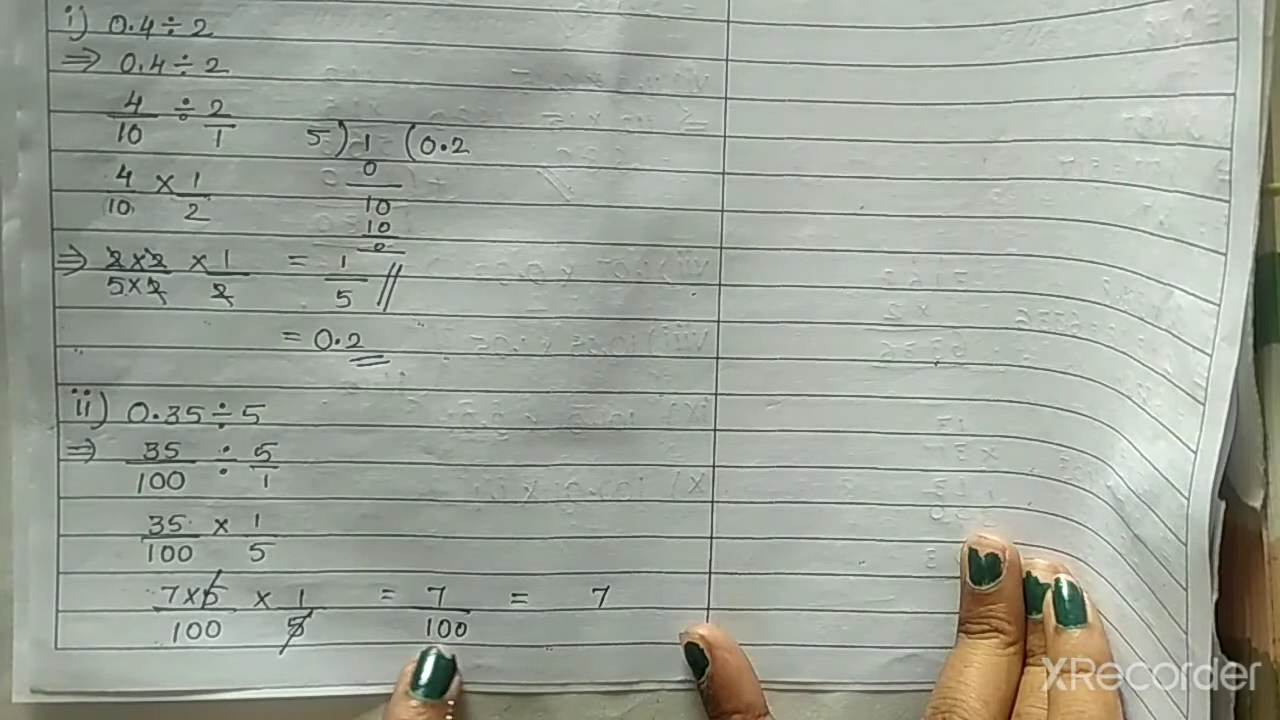 i) 0.4÷2
⇒ 0.4÷2
4/10 ÷ 2/1
5) 1 (0.2
0
10
10
0
4/10 × 1/2
⇒ 2×2/5×2 × 1/2 = 1/5 //
= 0.2
ii) 0.35÷5
⇒ 35/100 ÷ 5/1
35/100 × 1/5
7×5/100 × 1/5 = 7/100 = 7
XRecorder